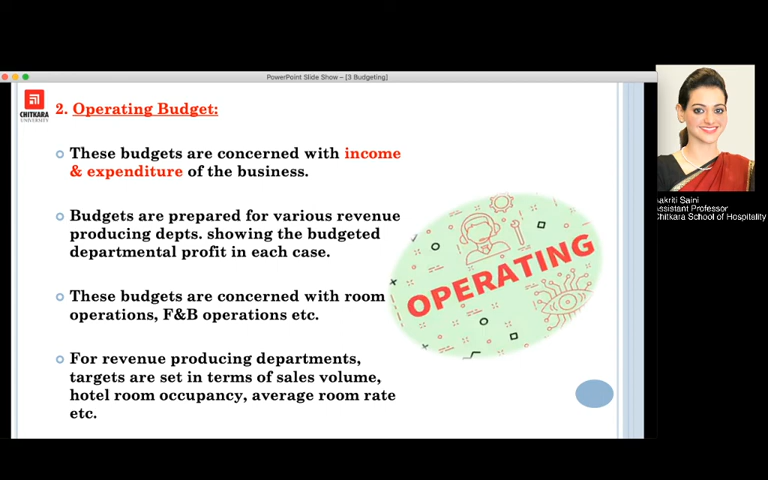 PowerPoint Slide Show – [3 Budgeting]
CHITKARA
UNIVERSITY
2. Operating Budget:
These budgets are concerned with income
& expenditure of the business.
Budgets are prepared for various revenue
producing depts. showing the budgeted
departmental profit in each case.
These budgets are concerned with room
operations, F&B operations etc.
For revenue producing departments,
targets are set in terms of sales volume,
hotel room occupancy, average room rate
etc.
OPERATING
aakriti Saini
Assistant Professor
Chitkara School of Hospitality